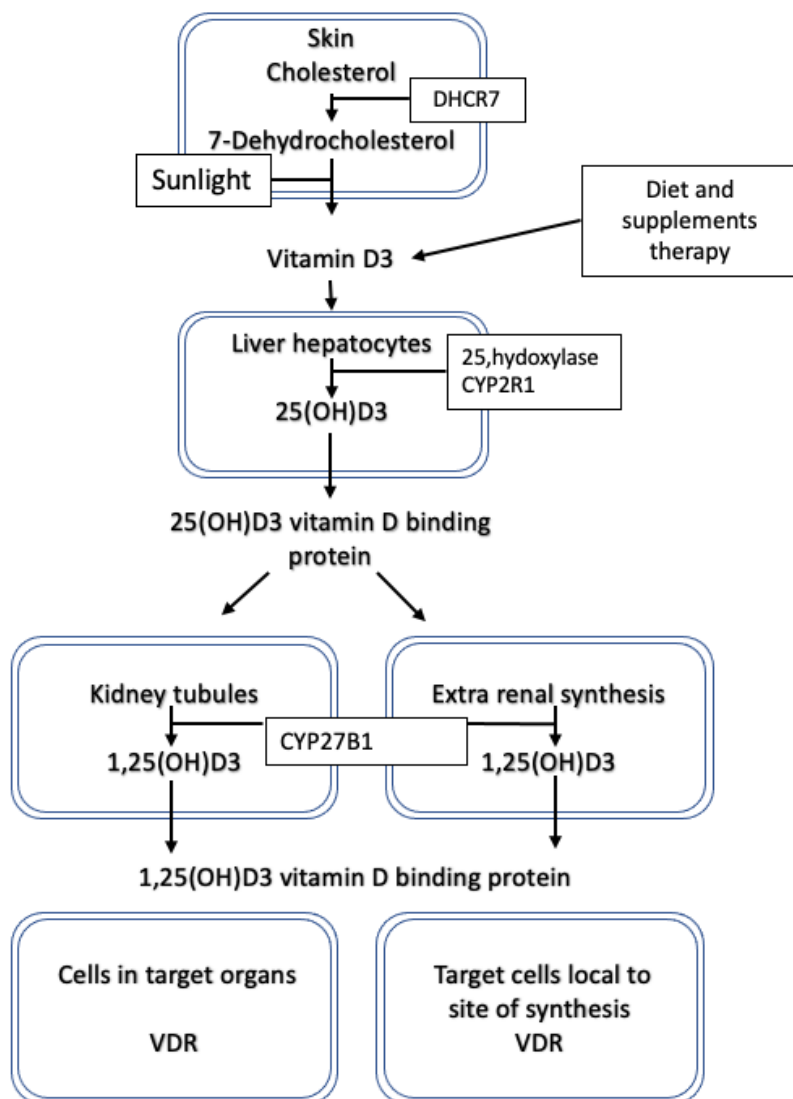 Skin
Cholesterol
DHCR7
7-Dehydrocholesterol
Sunlight
Diet and
supplements
therapy
Vitamin D3
Liver hepatocytes
25,hydoxylase
CYP2R1
25(OH)D3
25(OH)D3 vitamin D binding
protein
Kidney tubules
Extra renal synthesis
CYP27B1
1,25(OH)D3
1,25(OH)D3
1,25(OH)D3 vitamin D binding protein
Cells in target organs
VDR
Target cells local to
site of synthesis
VDR